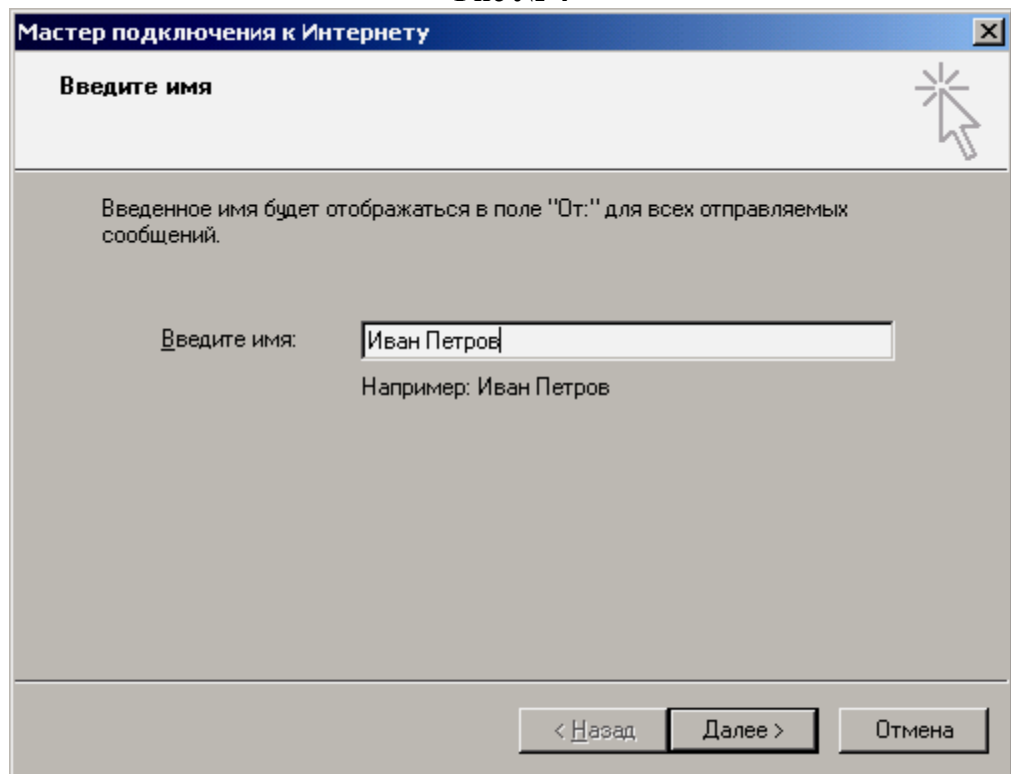 Мастер подключения к Интернету
Введите имя
Введенное имя будет отображаться в поле "От:" для всех отправляемых
сообщений.
Введите имя: Иван Петров
Например: Иван Петров
< Назад Далее > Отмена